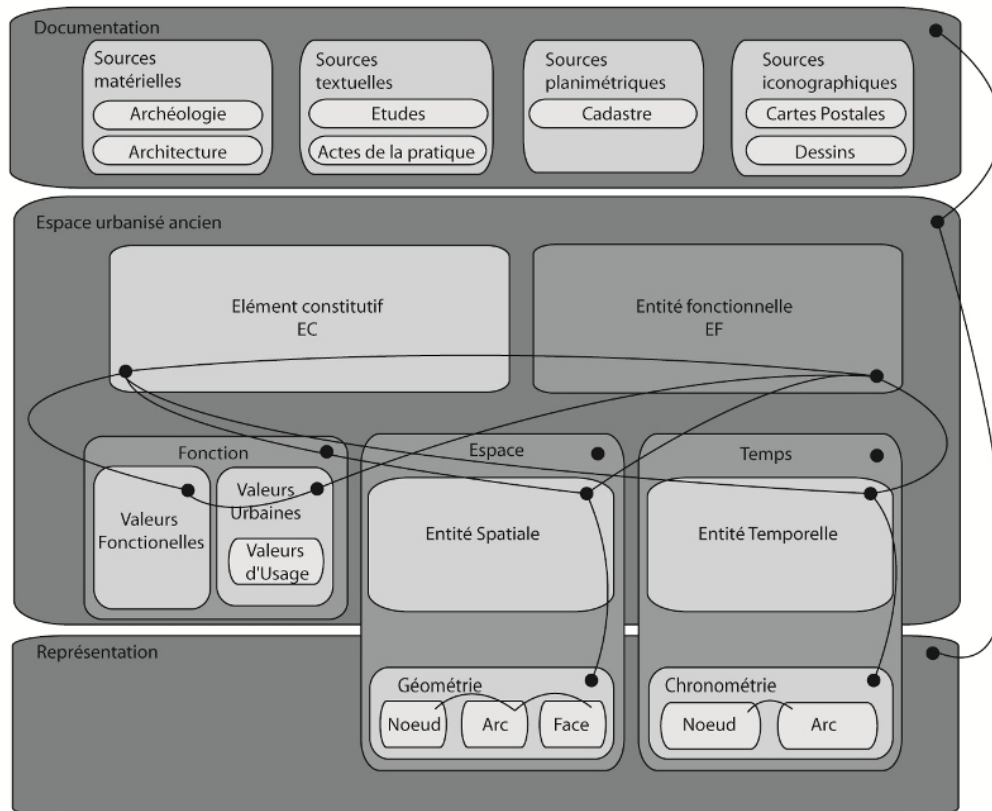 Documentation
Sources
matérielles
Archéologie
Architecture
Sources
textuelles
Etudes
Actes de la pratique
Sources
planimétriques
Cadastre
Sources
iconographiques
Cartes Postales
Dessins
Espace urbanisé ancien
Elément constitutif
EC
Entité fonctionnelle
EF
Fonction
Valeurs
Fonctionelles
Valeurs
Urbaines
Valeurs
d'Usage
Espace
Entité Spatiale
Temps
Entité Temporelle
Représentation
Géométrie
Noeud
Arc
Face
Chronométrie
Noeud
Arc